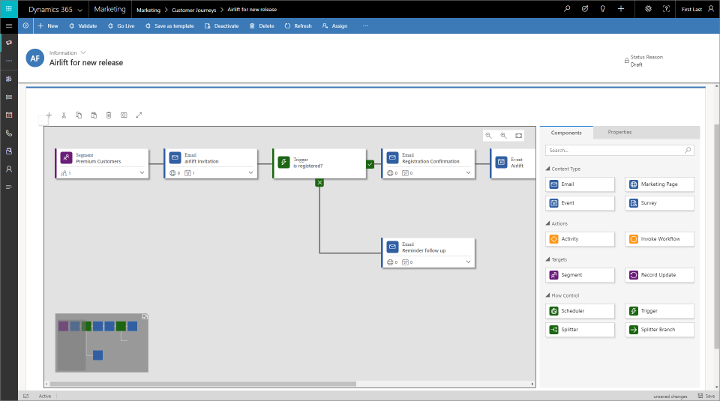 Dynamics 365 Marketing Marketing > Customer Journeys > Airlift for new release First Last
New Validate Go Live Save as template Deactivate Delete Refresh Assign ...
Information
AF Airlift for new release
Status Reason
Draft
Components Properties
Search...
Segment
Premium Customers
1
Email
Airlift Invitation
0 1
Trigger
is registered?
Email
Registration Confirmation
0 0
Event
Airlift
Email
Reminder follow up
0 0
Content Type
Email Marketing Page
Event Survey
Actions
Activity Invoke Workflow
Targets
Segment Record Update
Flow Control
Scheduler Trigger
Splitter Splitter Branch
Active unsaved changes Save